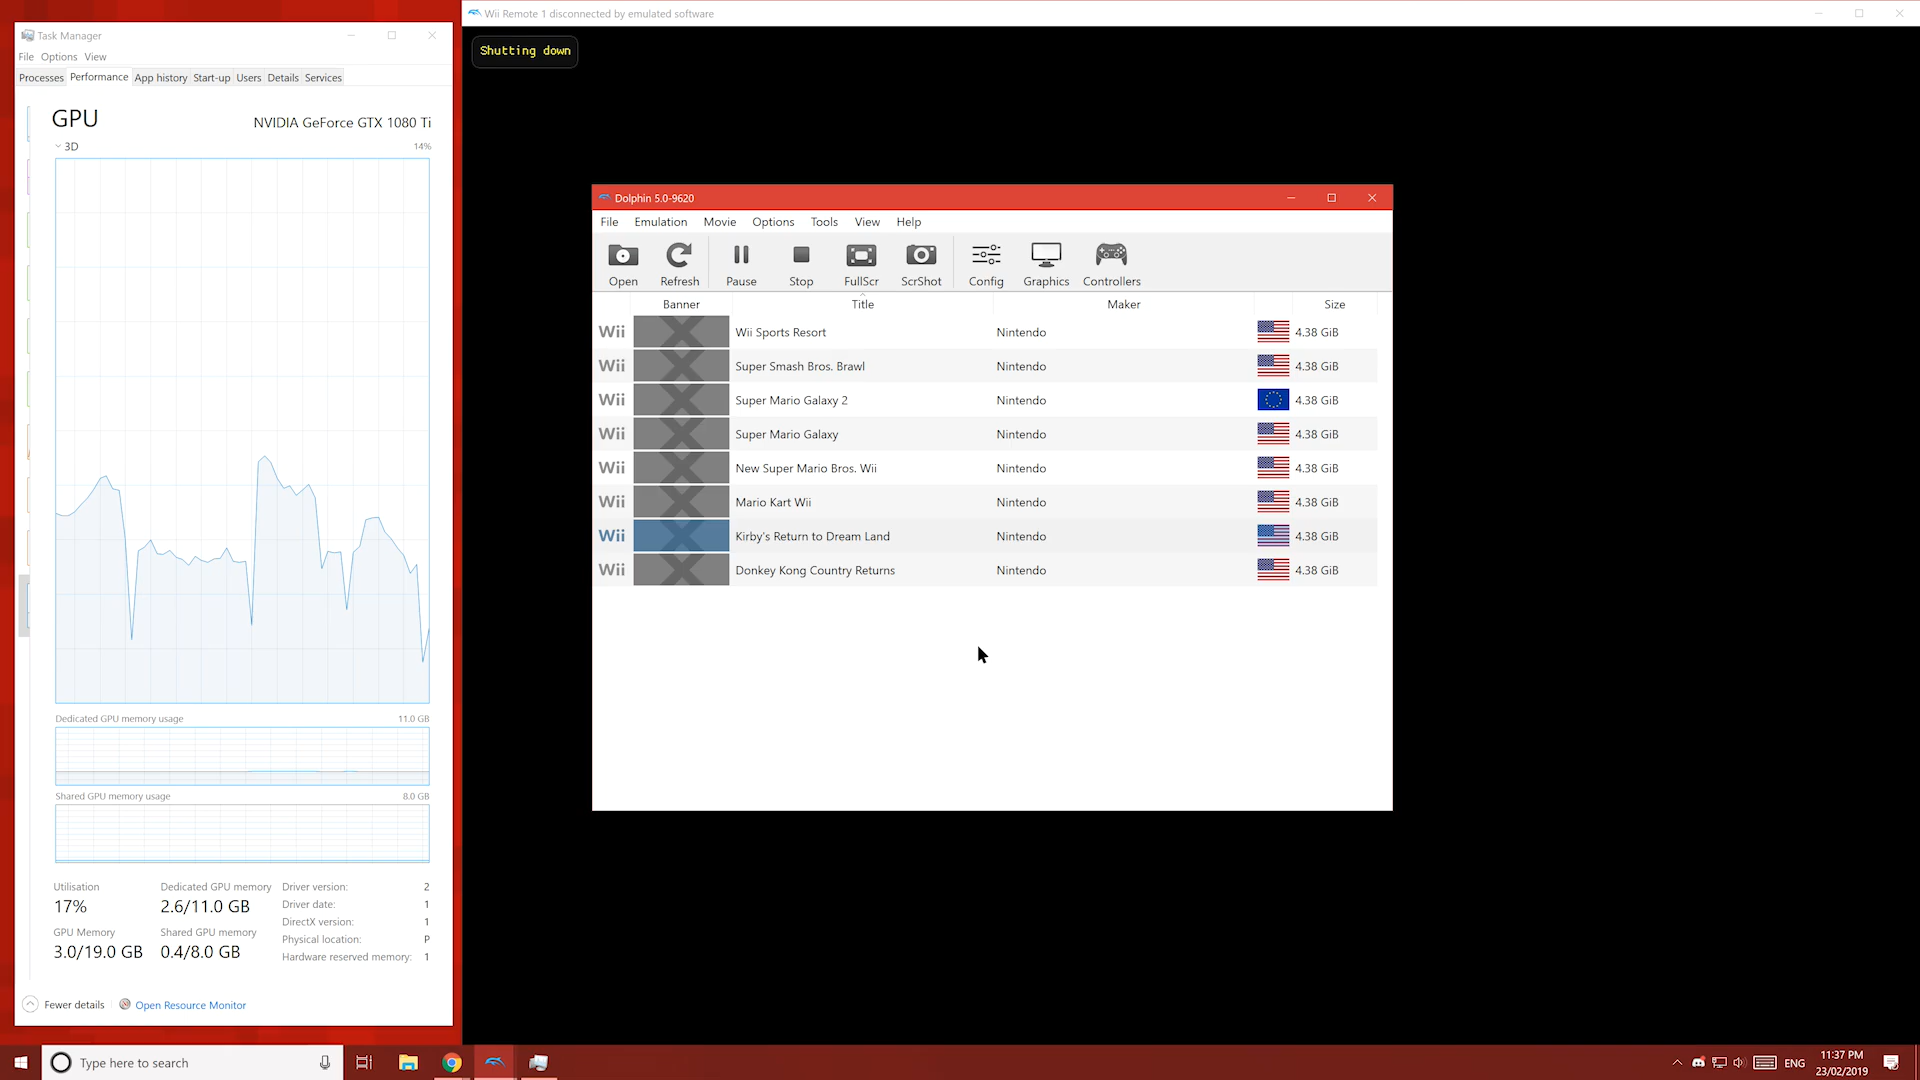 Task Manager
File Options View
Processes Performance App history Start-up Users Details Services
GPU
NVIDIA GeForce GTX 1080 Ti
3D
14%
Dedicated GPU memory usage
11.0 GB
Shared GPU memory usage
8.0 GB
Utilisation
17%
Dedicated GPU memory
2.6/11.0 GB
GPU Memory
3.0/19.0 GB
Shared GPU memory
0.4/8.0 GB
Driver version: 2
Driver date: 1
DirectX version: 1
Physical location: P
Hardware reserved memory: 1
Fewer details
Open Resource Monitor
Wii Remote 1 disconnected by emulated software
Shutting down
Dolphin 5.0-9620
File Emulation Movie Options Tools View Help
Open Refresh Pause Stop FullScr ScrShot Config Graphics Controllers
Banner Title Maker Size
Wii Wii Sports Resort Nintendo 4.38 GiB
Wii Super Smash Bros. Brawl Nintendo 4.38 GiB
Wii Super Mario Galaxy 2 Nintendo 4.38 GiB
Wii Super Mario Galaxy Nintendo 4.38 GiB
Wii New Super Mario Bros. Wii Nintendo 4.38 GiB
Wii Mario Kart Wii Nintendo 4.38 GiB
Wii Kirby's Return to Dream Land Nintendo 4.38 GiB
Wii Donkey Kong Country Returns Nintendo 4.38 GiB
Type here to search
ENG
11:37 PM
23/02/2019